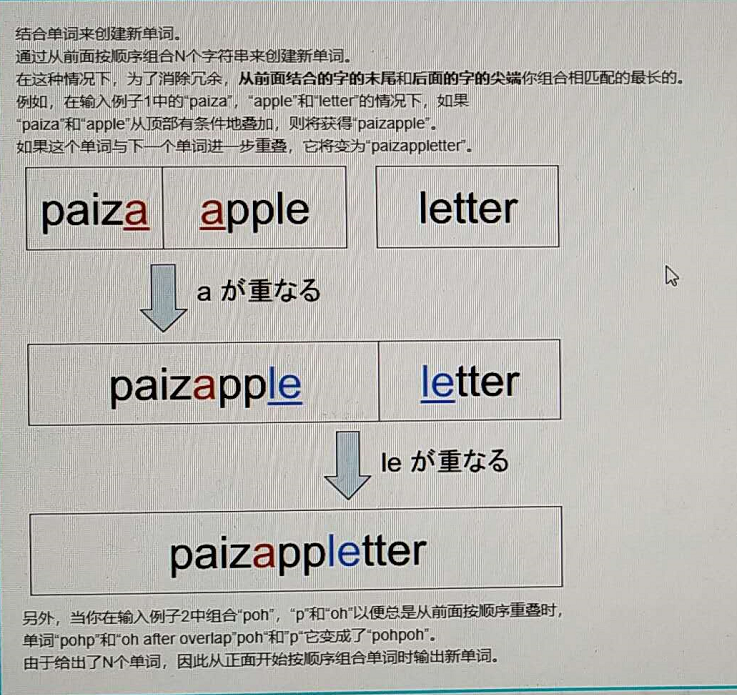 结合单词来创建新单词。
通过从前面按顺序组合N个字符串来创建新单词。
在这种情况下，为了消除冗余，从前面结合的字的末尾和后面的字的尖端你组合相匹配的最长的。
例如，在输入例子1中的“paiza”，“apple”和“letter”的情况下，如果
“paiza”和“apple”从顶部有条件地叠加，则将获得“paizapple”。
如果这个单词与下一个单词进一步重叠，它将变为“paizappletter”。
paiza apple letter
a が重なる
paizapple letter
le が重なる
paizappletter
另外，当你在输入例子2中组合“poh”，“p”和“oh”以便总是从前面按顺序重叠时，
单词“pohp”和“oh after overlap”poh“和”p“它变成了“pohpoh”。
由于给出了N个单词，因此从正面开始按顺序组合单词时输出新单词。